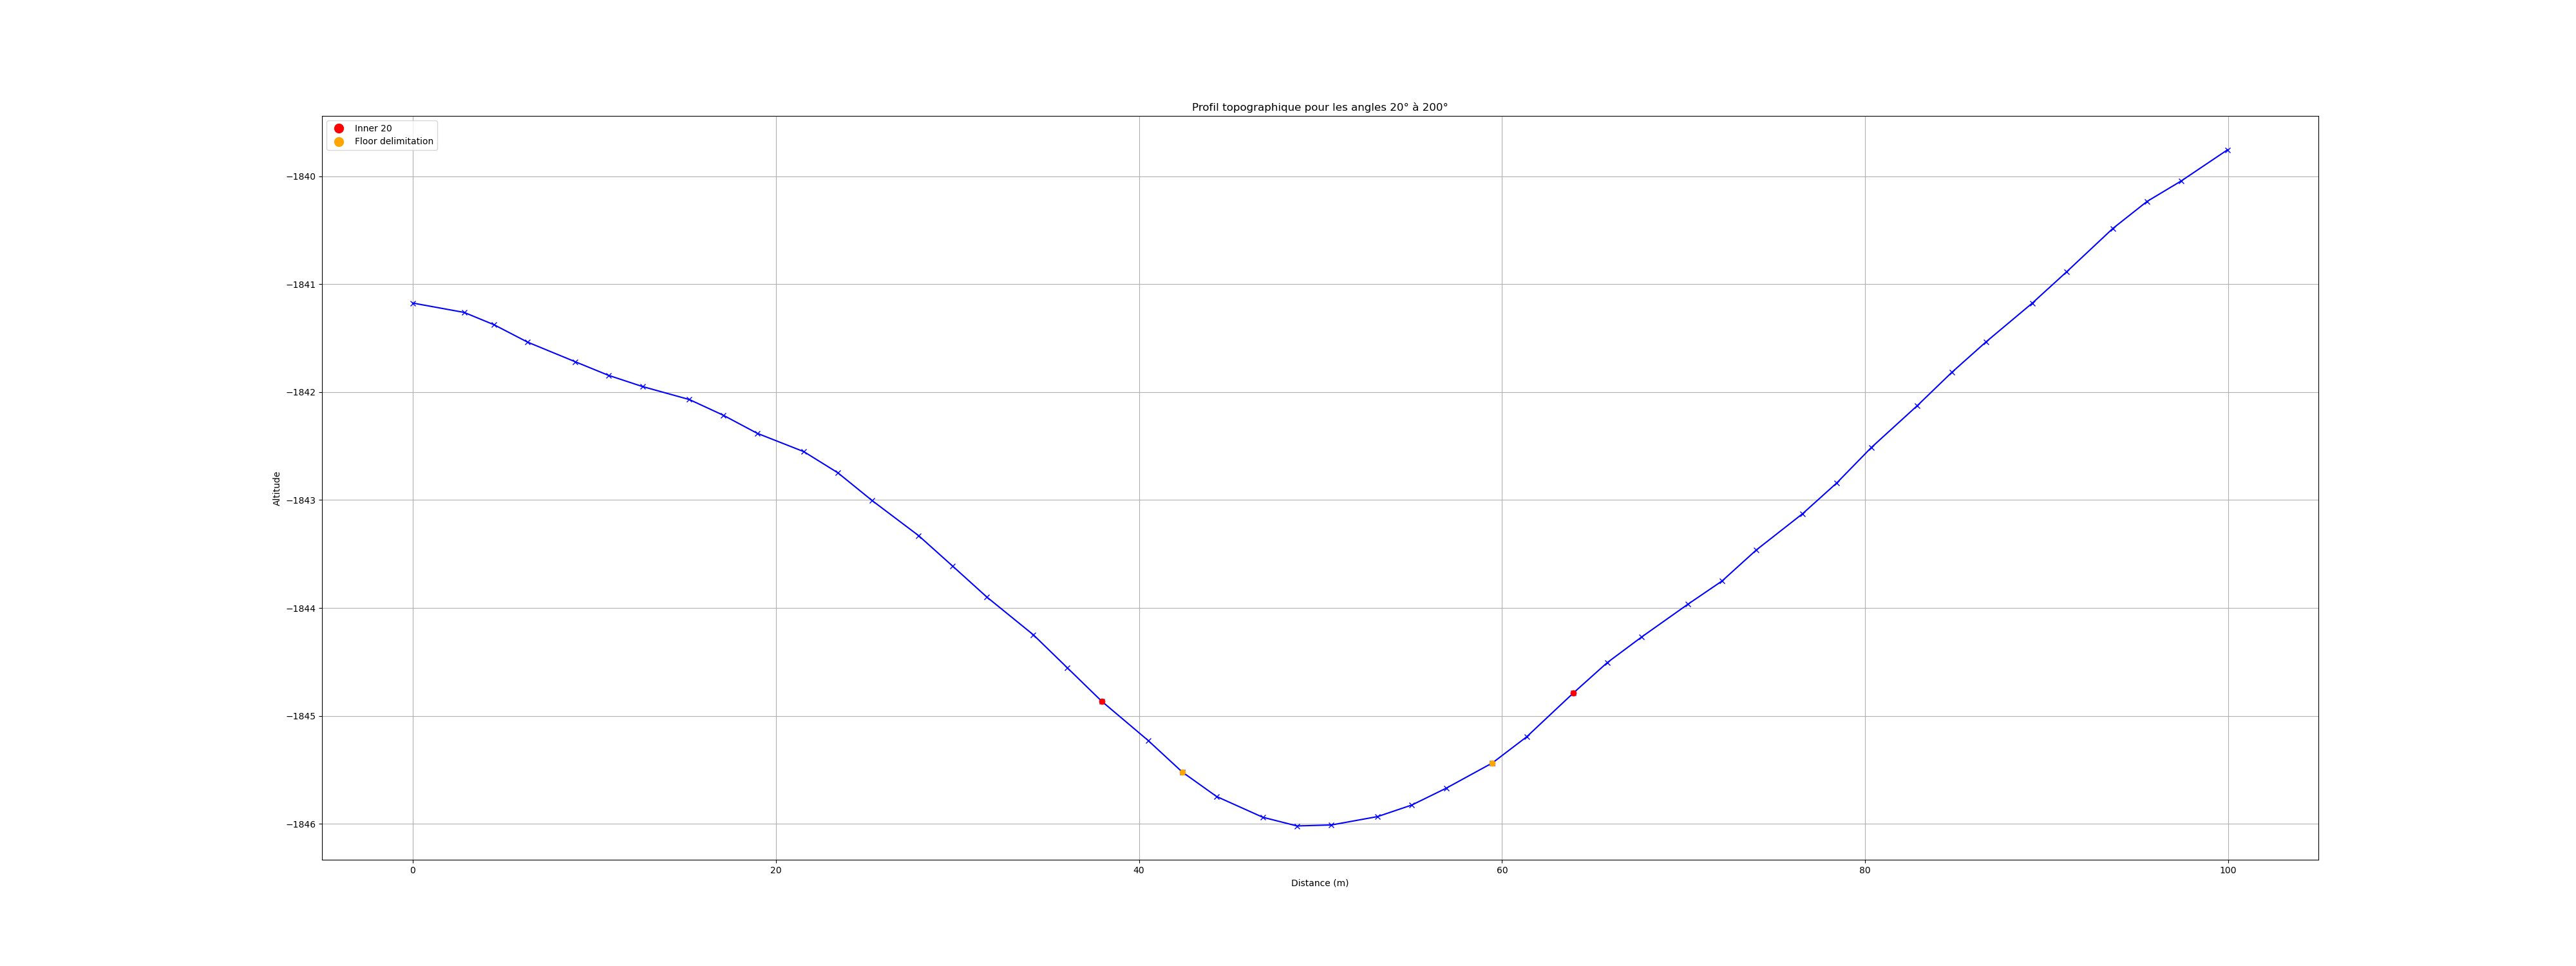 Profil topographique pour les angles 20° à 200°
Inner 20
Floor delimitation
−1840
−1841
−1842
−1843
−1844
−1845
−1846
Altitude
0
20
40
60
80
100
Distance (m)